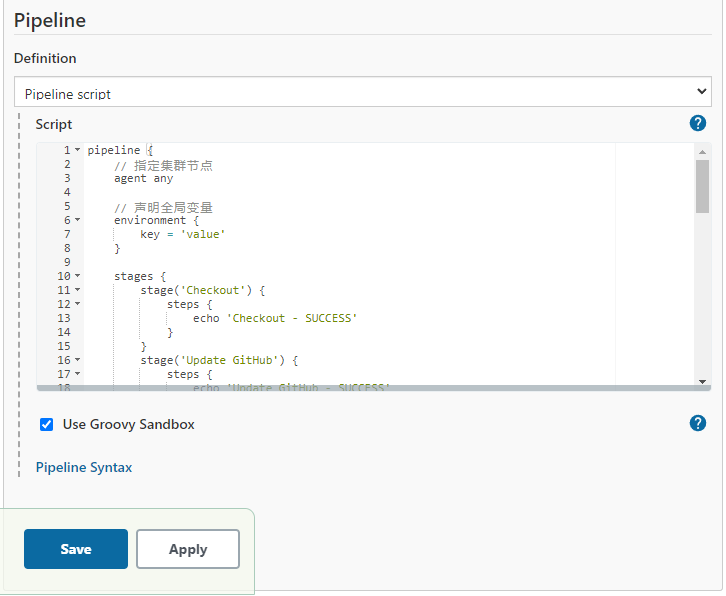 Pipeline
Definition
Pipeline script
Script
1 pipeline {
2 // 指定集群节点
3 agent any
4
5 // 声明全局变量
6 environment {
7 key = 'value'
8 }
9
10 stages {
11 stage('Checkout') {
12 steps {
13 echo 'Checkout - SUCCESS'
14 }
15 }
16 stage('Update GitHub') {
17 steps {
18 echo 'Update GitHub - SUCCESS'
Use Groovy Sandbox
Pipeline Syntax
Save
Apply